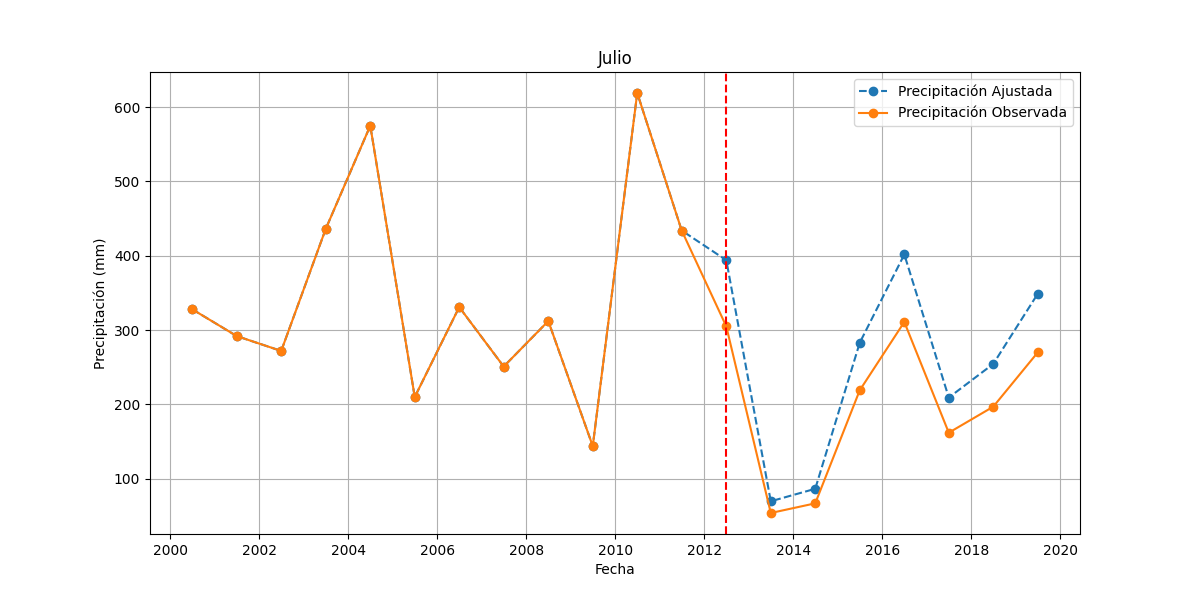 Julio
Precipitación Ajustada
Precipitación Observada
Precipitación (mm)
600
500
400
300
200
100
2000 2002 2004 2006 2008 2010 2012 2014 2016 2018 2020
Fecha